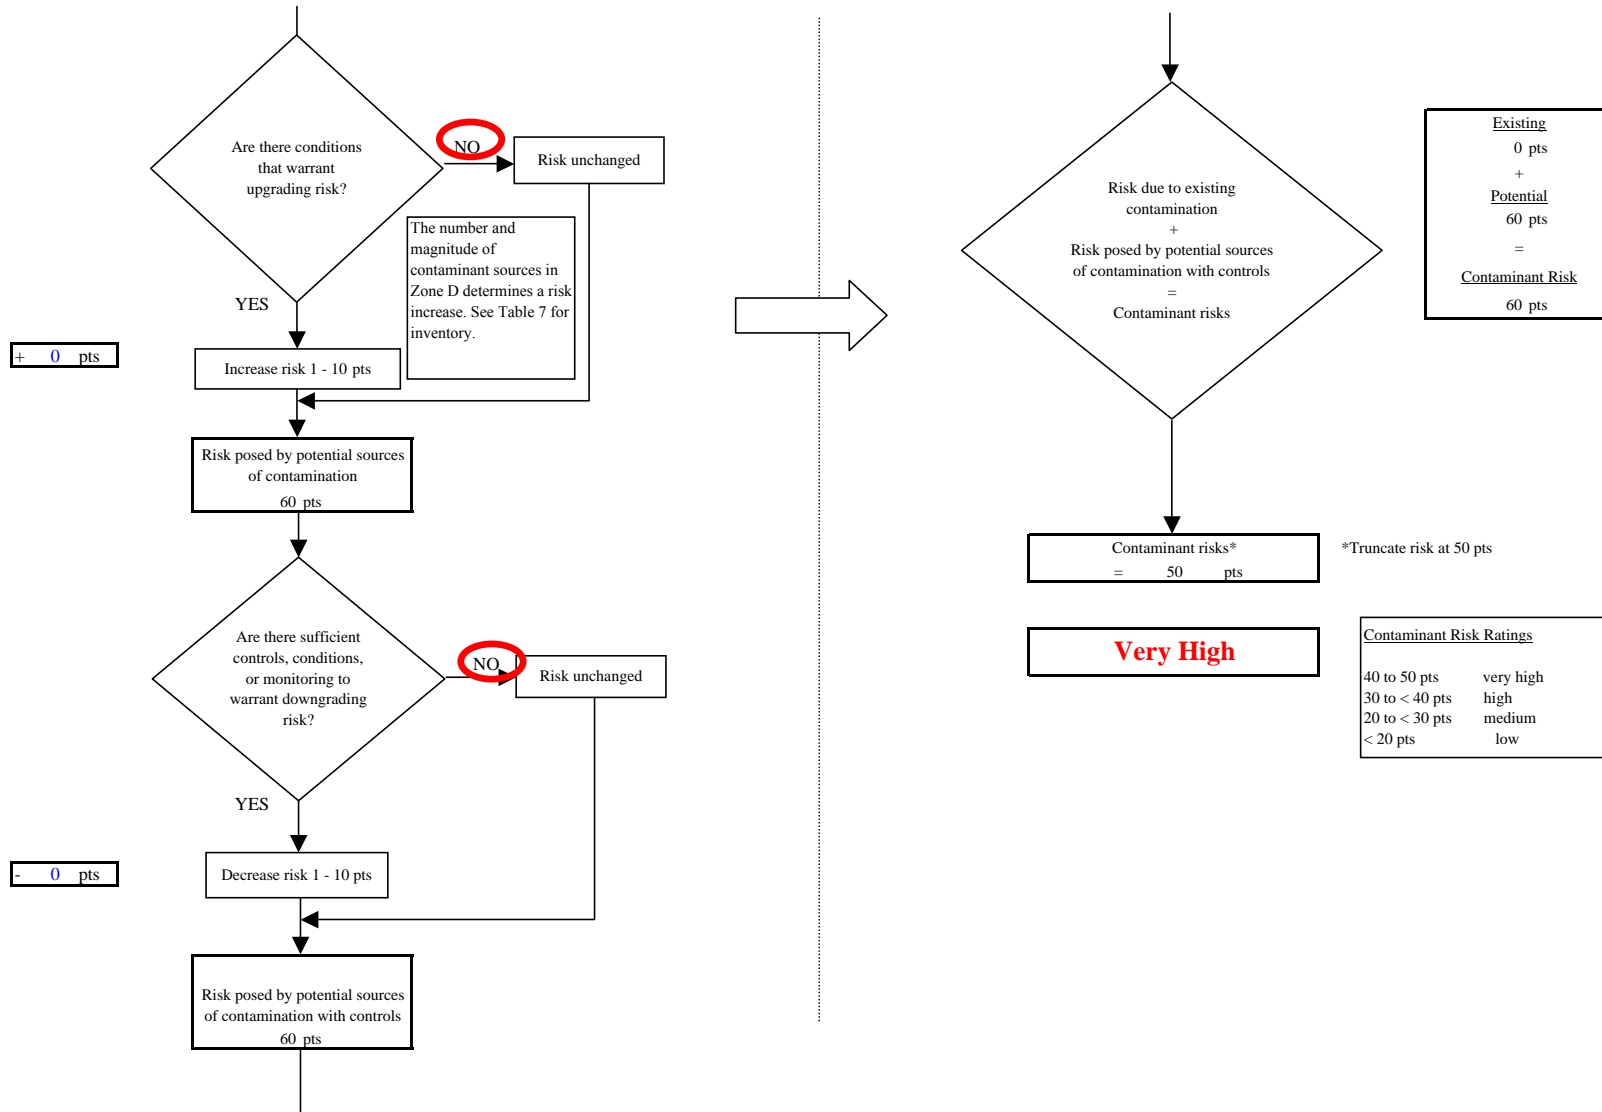 Are there conditions
that warrant
upgrading risk?
NO
Risk unchanged
The number and
magnitude of
contaminant sources in
Zone D determines a risk
increase. See Table 7 for
inventory.
YES
+ 0 pts
Increase risk 1 - 10 pts
Risk posed by potential sources
of contamination
60 pts
Are there sufficient
controls, conditions,
or monitoring to
warrant downgrading
risk?
NO
Risk unchanged
YES
- 0 pts
Decrease risk 1 - 10 pts
Risk posed by potential sources
of contamination with controls
60 pts
Risk due to existing
contamination
+
Risk posed by potential sources
of contamination with controls
=
Contaminant risks
Existing
0 pts
+
Potential
60 pts
=
Contaminant Risk
60 pts
Contaminant risks*
= 50 pts
*Truncate risk at 50 pts
Very High
Contaminant Risk Ratings
40 to 50 pts very high
30 to < 40 pts high
20 to < 30 pts medium
< 20 pts low